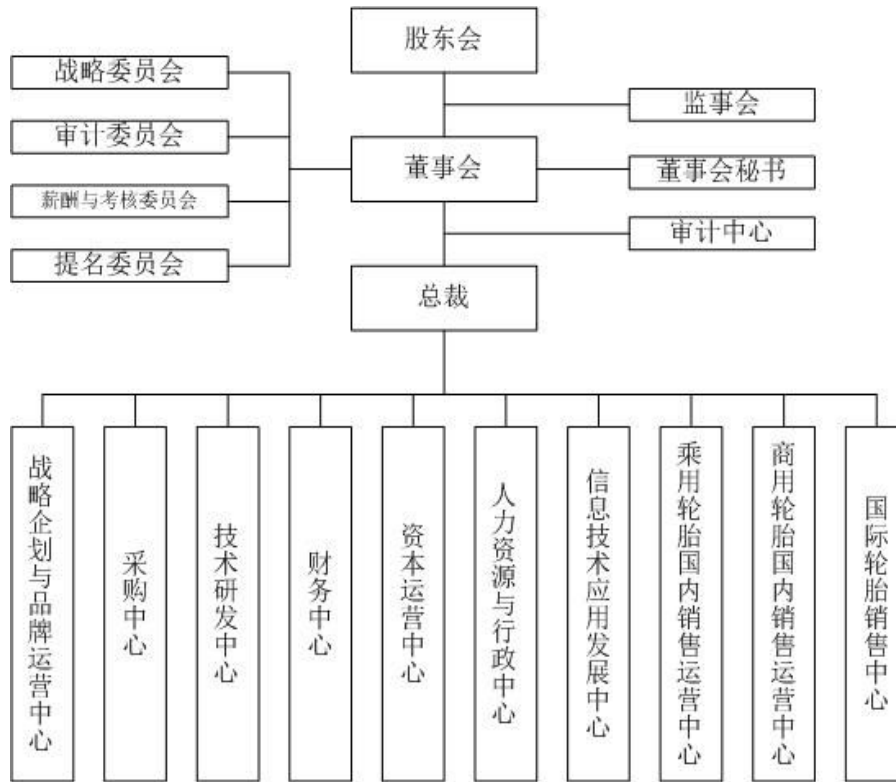 股东会
战略委员会
监事会
审计委员会
董事会
董事会秘书
薪酬与考核委员会
审计中心
提名委员会
总裁
战略企划与品牌运营中心
采购中心
技术研发中心
财务中心
资本运营中心
人力资源与行政中心
信息技术应用发展中心
乘用轮胎国内销售运营中心
商用轮胎国内销售运营中心
国际轮胎销售中心